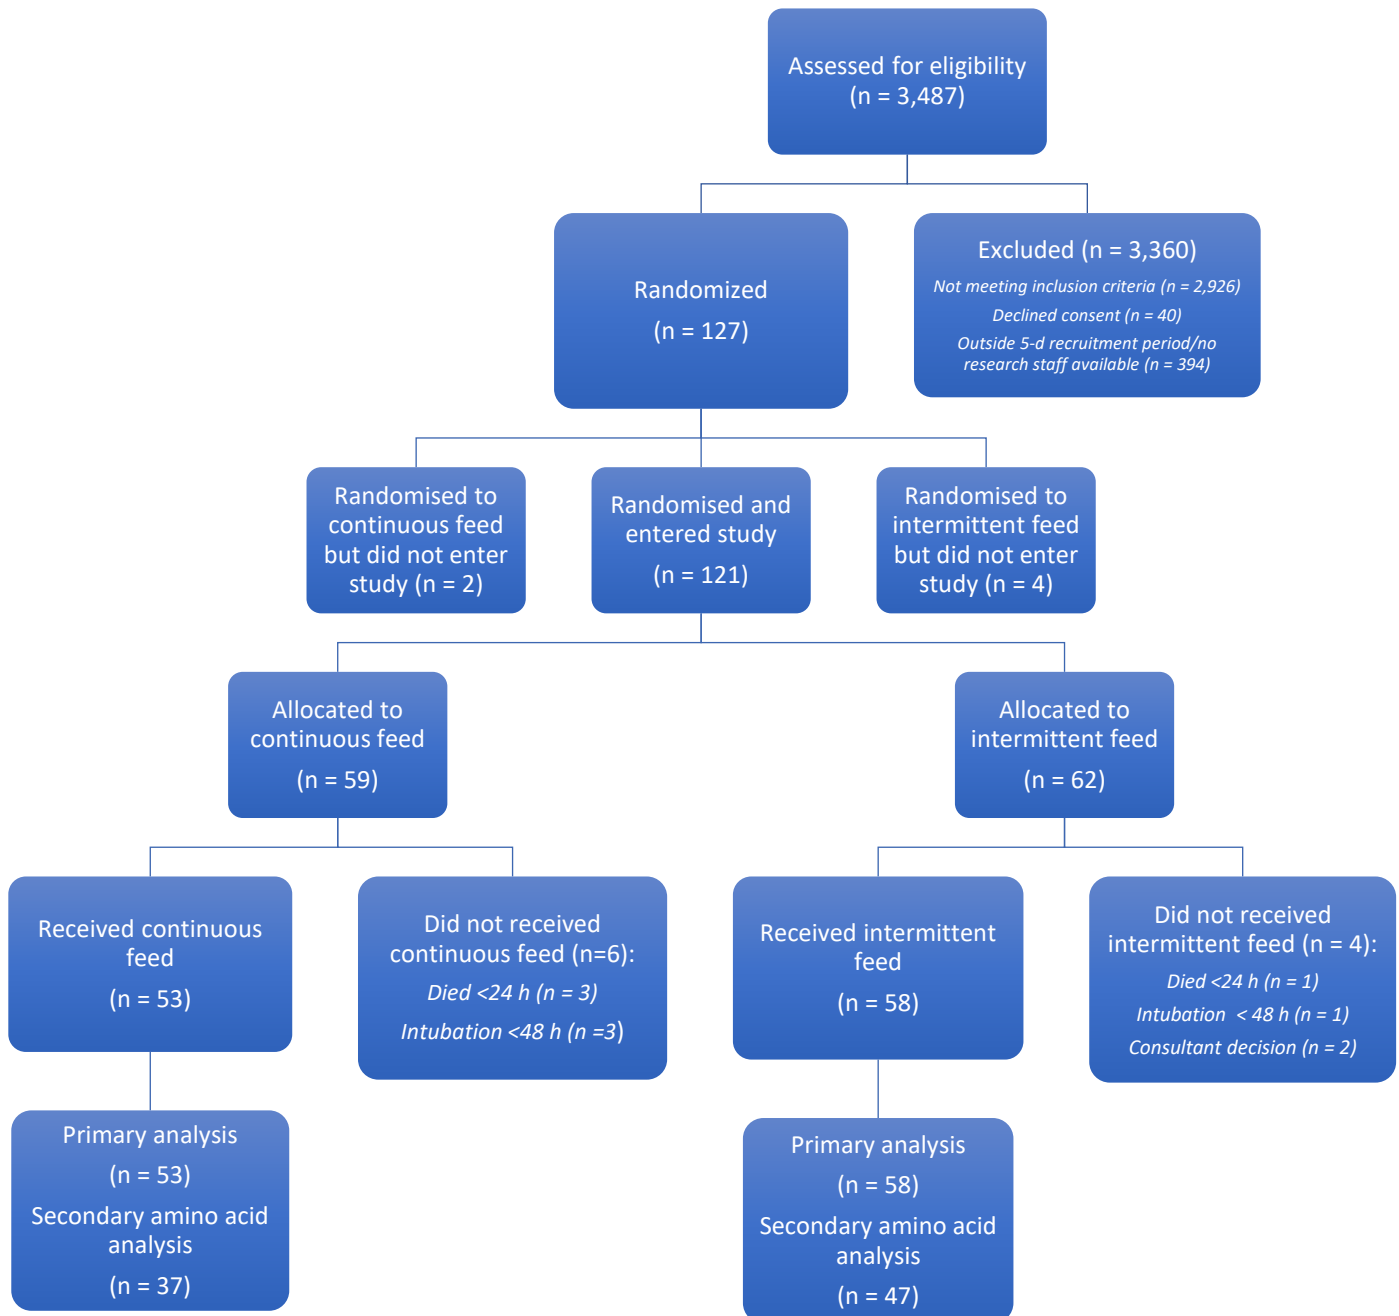 Assessed for eligibility
(n = 3,487)
Randomized
(n = 127)
Excluded (n = 3,360)
Not meeting inclusion criteria (n = 2,926)
Declined consent (n = 40)
Outside 5-d recruitment period/no
research staff available (n = 394)
Randomised to
continuous feed
but did not enter
study (n = 2)
Randomised and
entered study
(n = 121)
Randomised to
intermittent feed
but did not enter
study (n = 4)
Allocated to
continuous feed
(n = 59)
Allocated to
intermittent feed
(n = 62)
Received continuous
feed
(n = 53)
Did not received
continuous feed (n=6):
Died <24 h (n = 3)
Intubation <48 h (n =3)
Received intermittent
feed
(n = 58)
Did not received
intermittent feed (n = 4):
Died <24 h (n = 1)
Intubation  < 48 h (n = 1)
Consultant decision (n = 2)
Primary analysis
(n = 53)
Secondary amino acid
analysis
(n = 37)
Primary analysis
(n = 58)
Secondary amino acid
analysis
(n = 47)